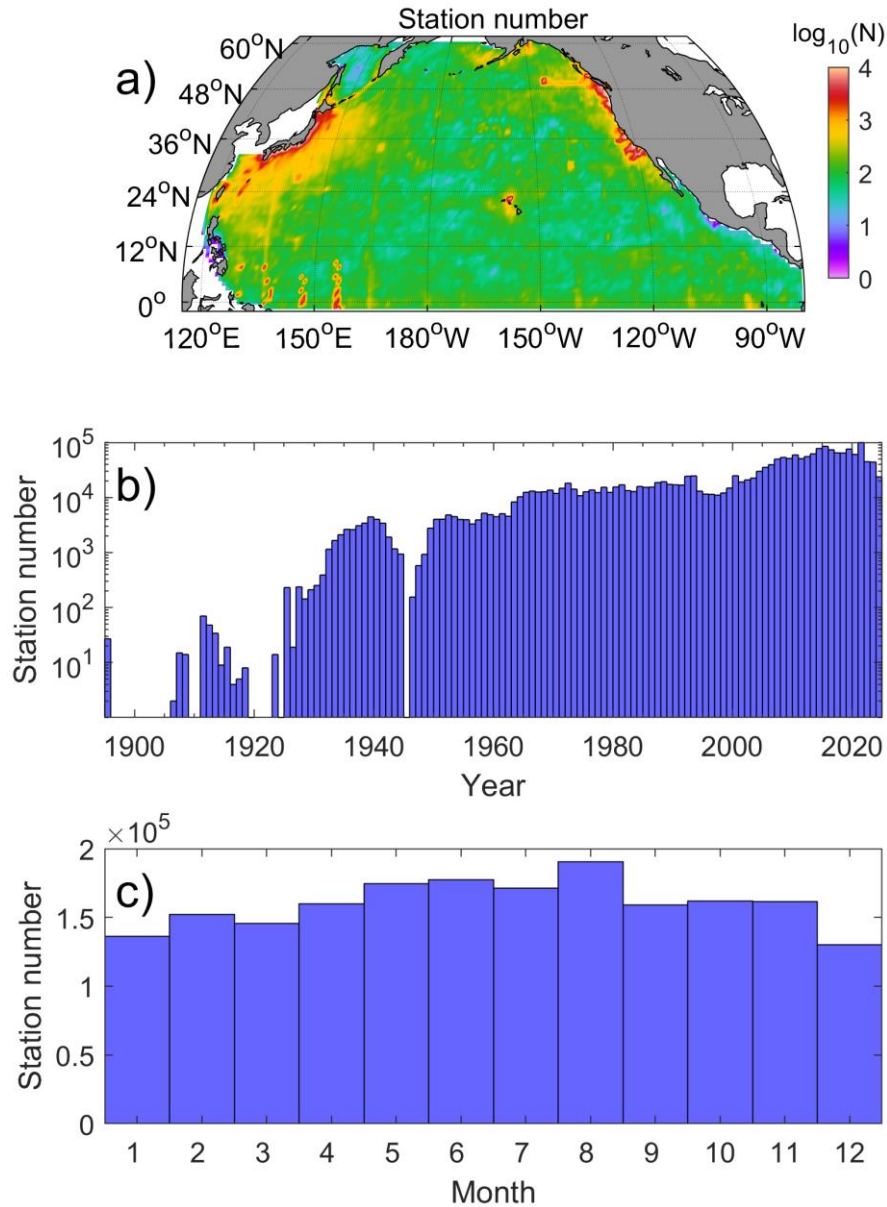 Station number
a)
log10(N)
60°N
48°N
36°N
24°N
12°N
0°
4
3
2
1
0
120°E 150°E 180°W 150°W 120°W 90°W
b)
Station number
10^5
10^4
10^3
10^2
10^1
1900 1920 1940 1960 1980 2000 2020
Year
×10^5
c)
Station number
2
1.5
1
0.5
0
1 2 3 4 5 6 7 8 9 10 11 12
Month